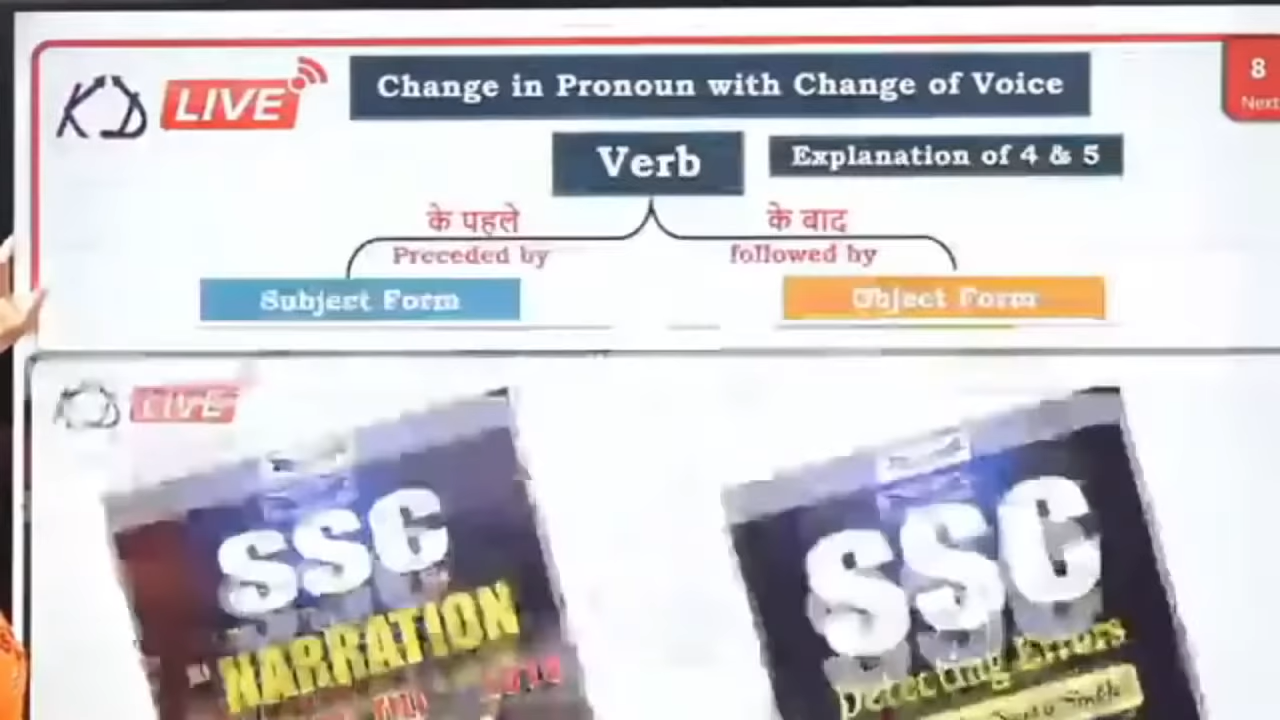 KD LIVE
Change in Pronoun with Change of Voice
8
Next
Verb
Explanation of 4 & 5
के पहले
के बाद
Preceded by
followed by
Subject Form
Object Form
LIVE
SSC
NARRATION
SSC
Detecting Errors